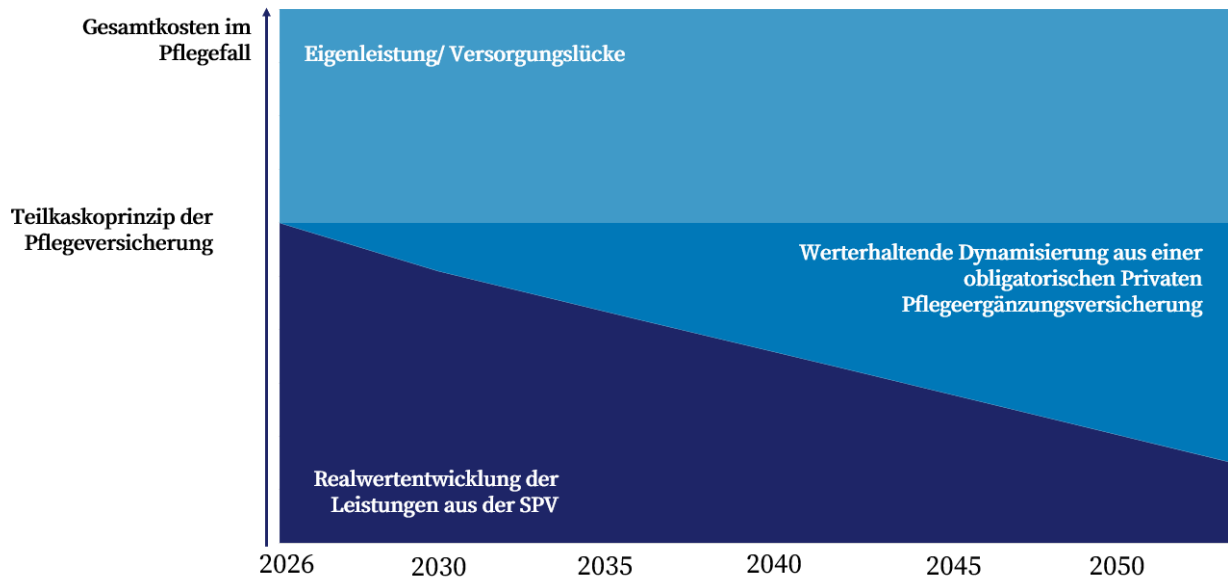 Gesamtkosten im
Pflegefall
Eigenleistung/ Versorgungslücke
Teilkaskoprinzip der
Pflegeversicherung
Werterhaltende Dynamisierung aus einer
obligatorischen Privaten
Pflegeergänzungsversicherung
Realwertentwicklung der
Leistungen aus der SPV
2026 2030 2035 2040 2045 2050